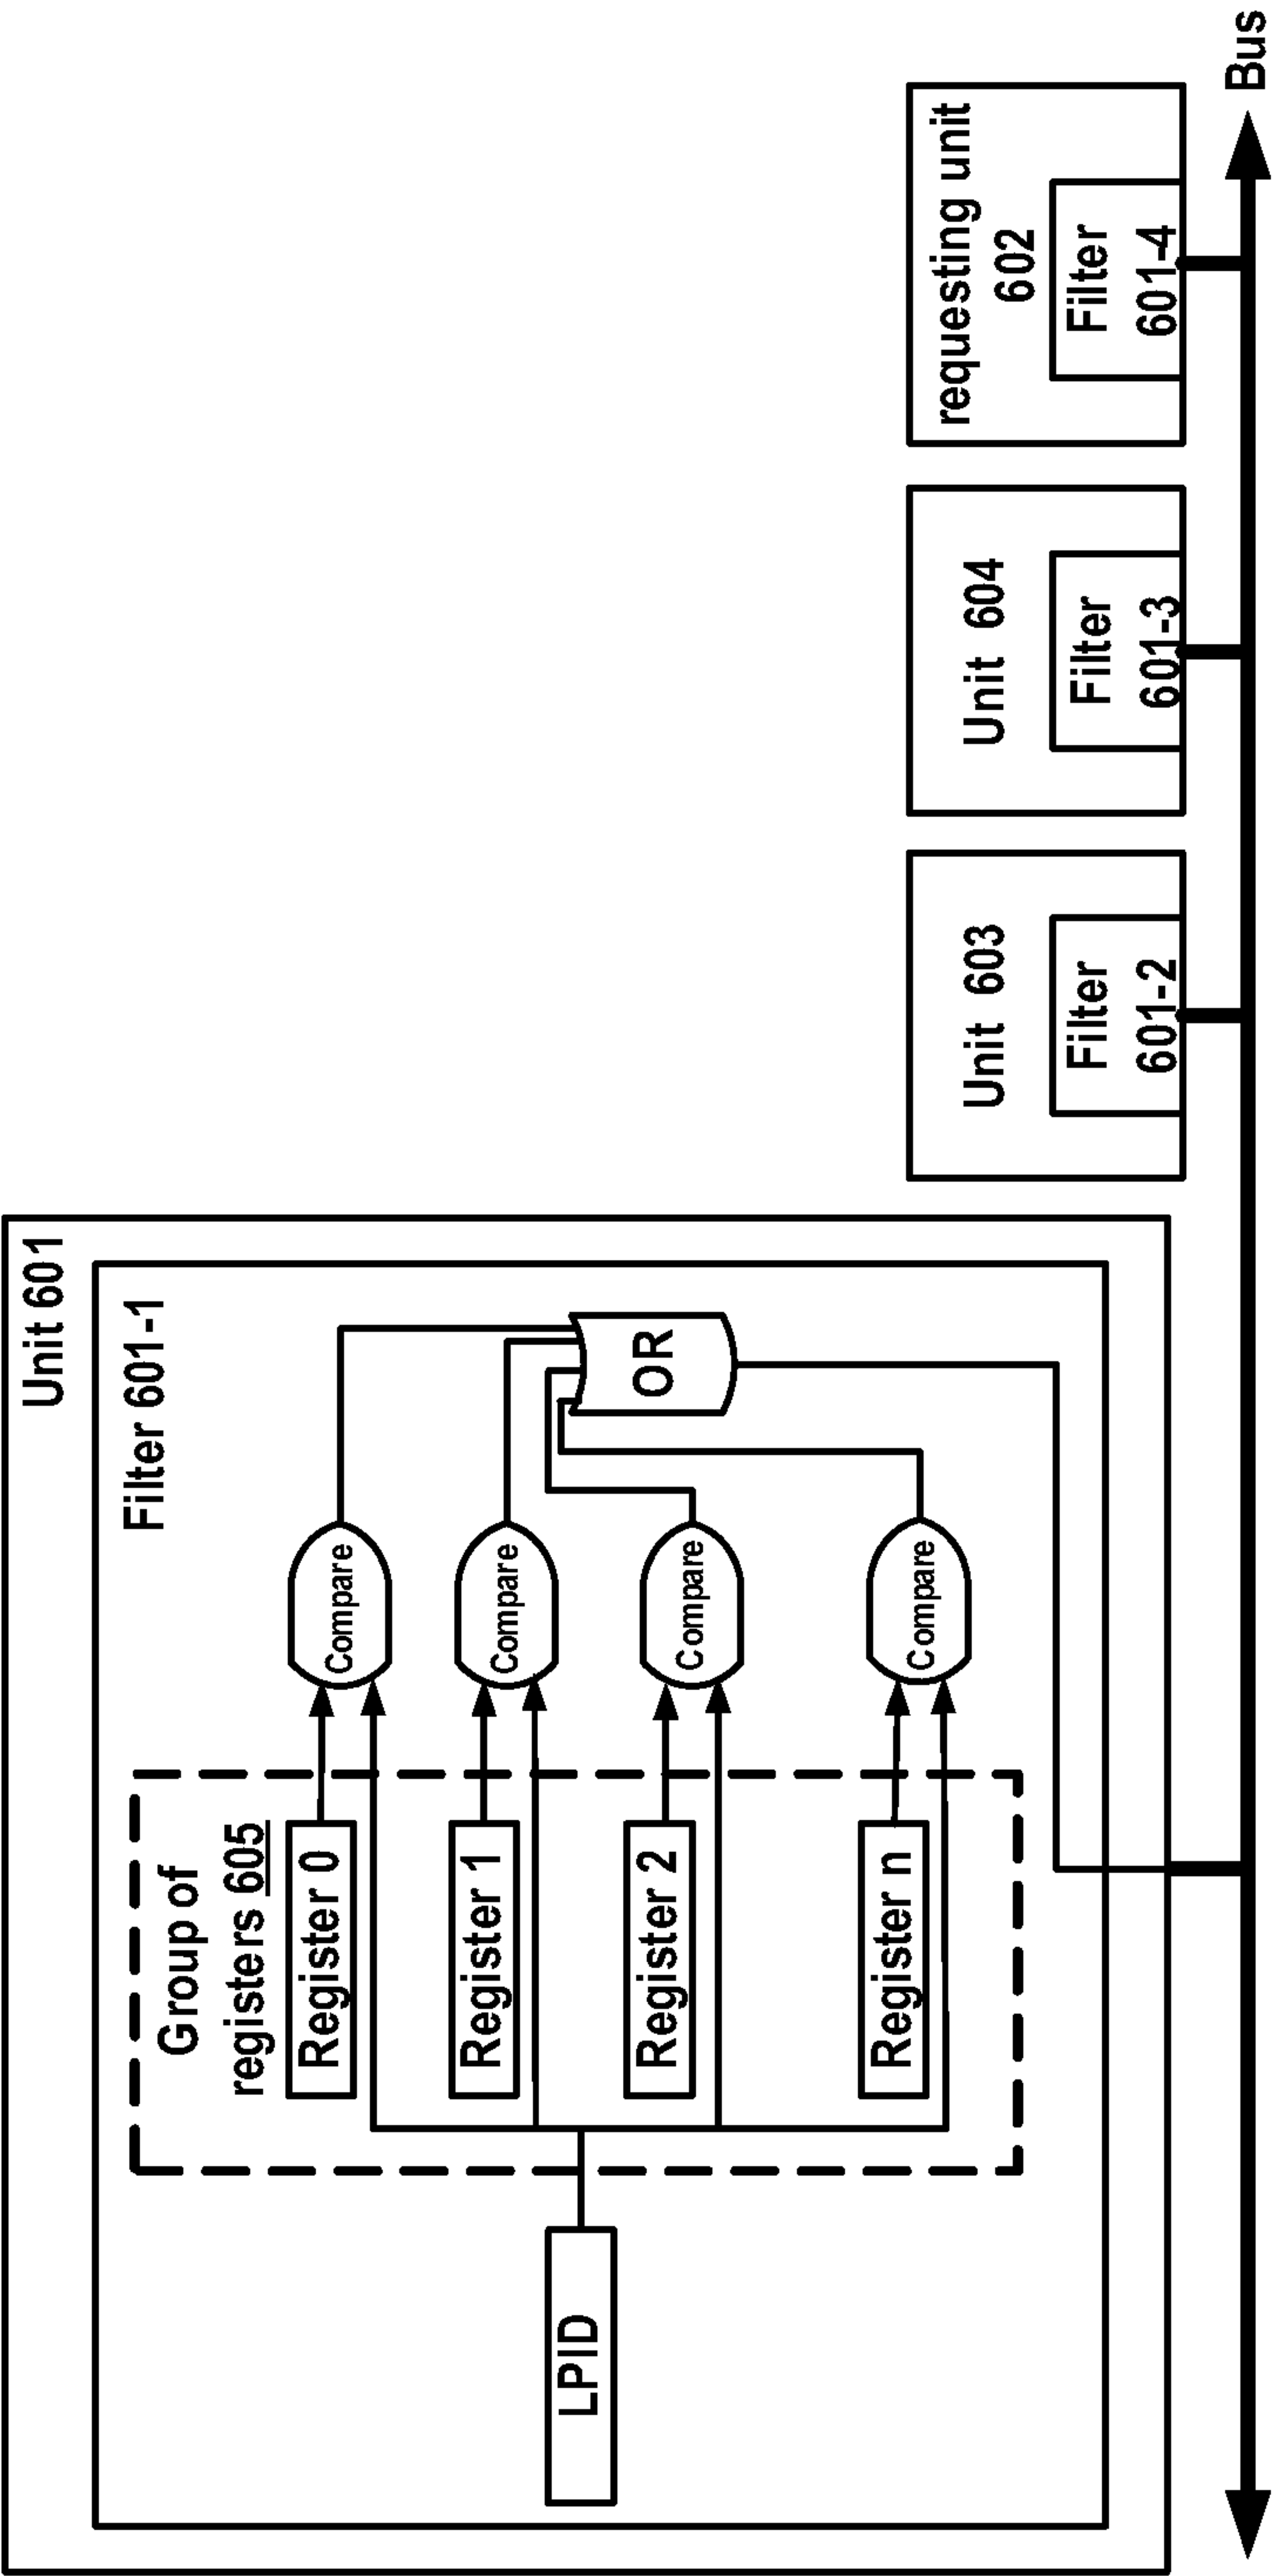 Unit 601
Filter 601-1
Group of
registers 605
Register 0
Compare
Register 1
Compare
OR
LPID
Register 2
Compare
Register n
Compare
Unit 603
Filter
601-2
Unit 604
Filter
601-3
requesting unit
602
Filter
601-4
Bus